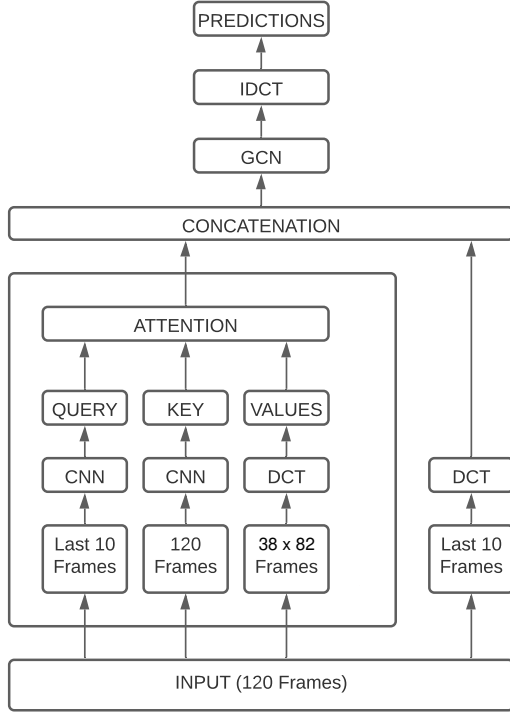 PREDICTIONS
IDCT
GCN
CONCATENATION
ATTENTION
QUERY
KEY
VALUES
CNN
CNN
DCT
DCT
Last 10
Frames
120
Frames
38 x 82
Frames
Last 10
Frames
INPUT (120 Frames)